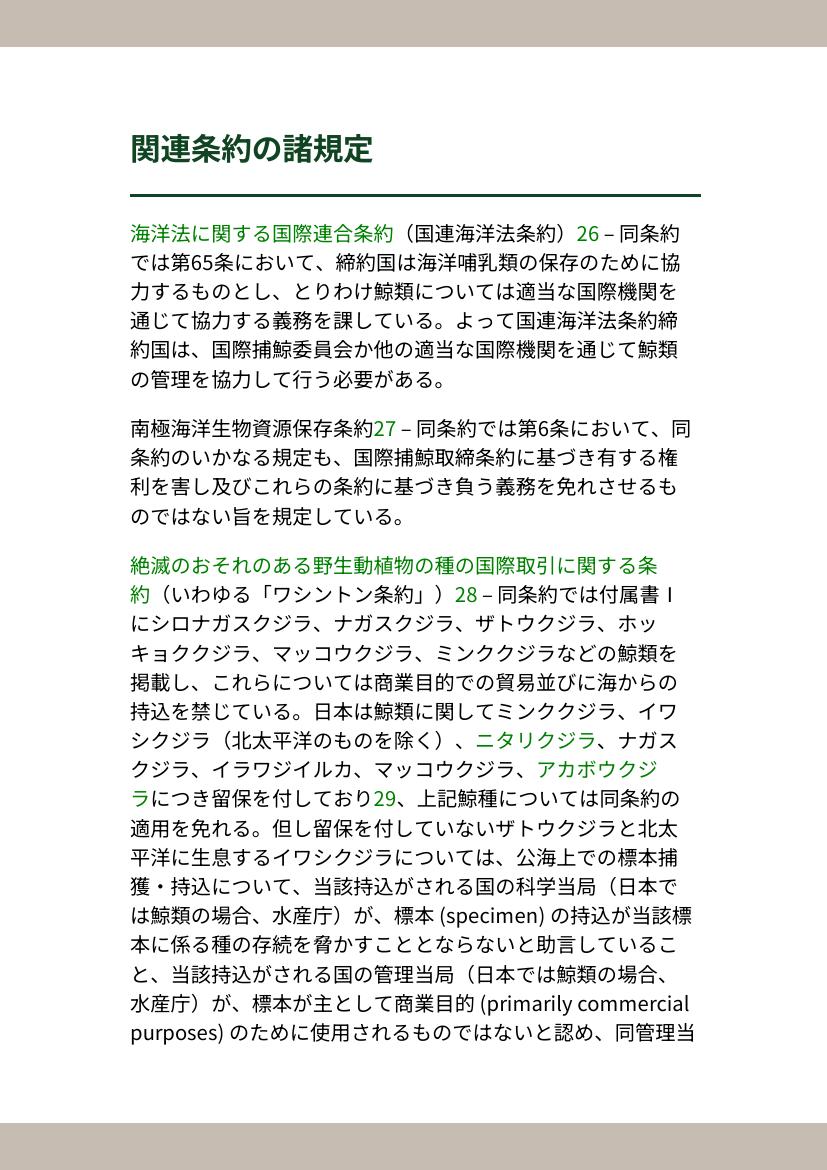 関連条約の諸規定
海洋法に関する国際連合条約（国連海洋法条約）26 – 同条約
では第65条において、締約国は海洋哺乳類の保存のために協
力するものとし、とりわけ鯨類については適当な国際機関を
通じて協力する義務を課している。よって国連海洋法条約締
約国は、国際捕鯨委員会か他の適当な国際機関を通じて鯨類
の管理を協力して行う必要がある。
南極海洋生物資源保存条約27 – 同条約では第6条において、同
条約のいかなる規定も、国際捕鯨取締条約に基づき有する権
利を害し及びこれらの条約に基づき負う義務を免れさせるも
のではない旨を規定している。
絶滅のおそれのある野生動植物の種の国際取引に関する条
約（いわゆる「ワシントン条約」）28 – 同条約では付属書Ⅰ
にシロナガスクジラ、ナガスクジラ、ザトウクジラ、ホッ
キョククジラ、マッコウクジラ、ミンククジラなどの鯨類を
掲載し、これらについては商業目的での貿易並びに海からの
持込を禁じている。日本は鯨類に関してミンククジラ、イワ
シクジラ（北太平洋のものを除く）、ニタリクジラ、ナガス
クジラ、イラワジイルカ、マッコウクジラ、アカボウクジ
ラにつき留保を付しており29、上記鯨種については同条約の
適用を免れる。但し留保を付していないザトウクジラと北太
平洋に生息するイワシクジラについては、公海上での標本捕
獲・持込について、当該持込がされる国の科学当局（日本で
は鯨類の場合、水産庁）が、標本 (specimen) の持込が当該標
本に係る種の存続を脅かすこととならないと助言しているこ
と、当該持込がされる国の管理当局（日本では鯨類の場合、
水産庁）が、標本が主として商業目的 (primarily commercial
purposes) のために使用されるものではないと認め、同管理当